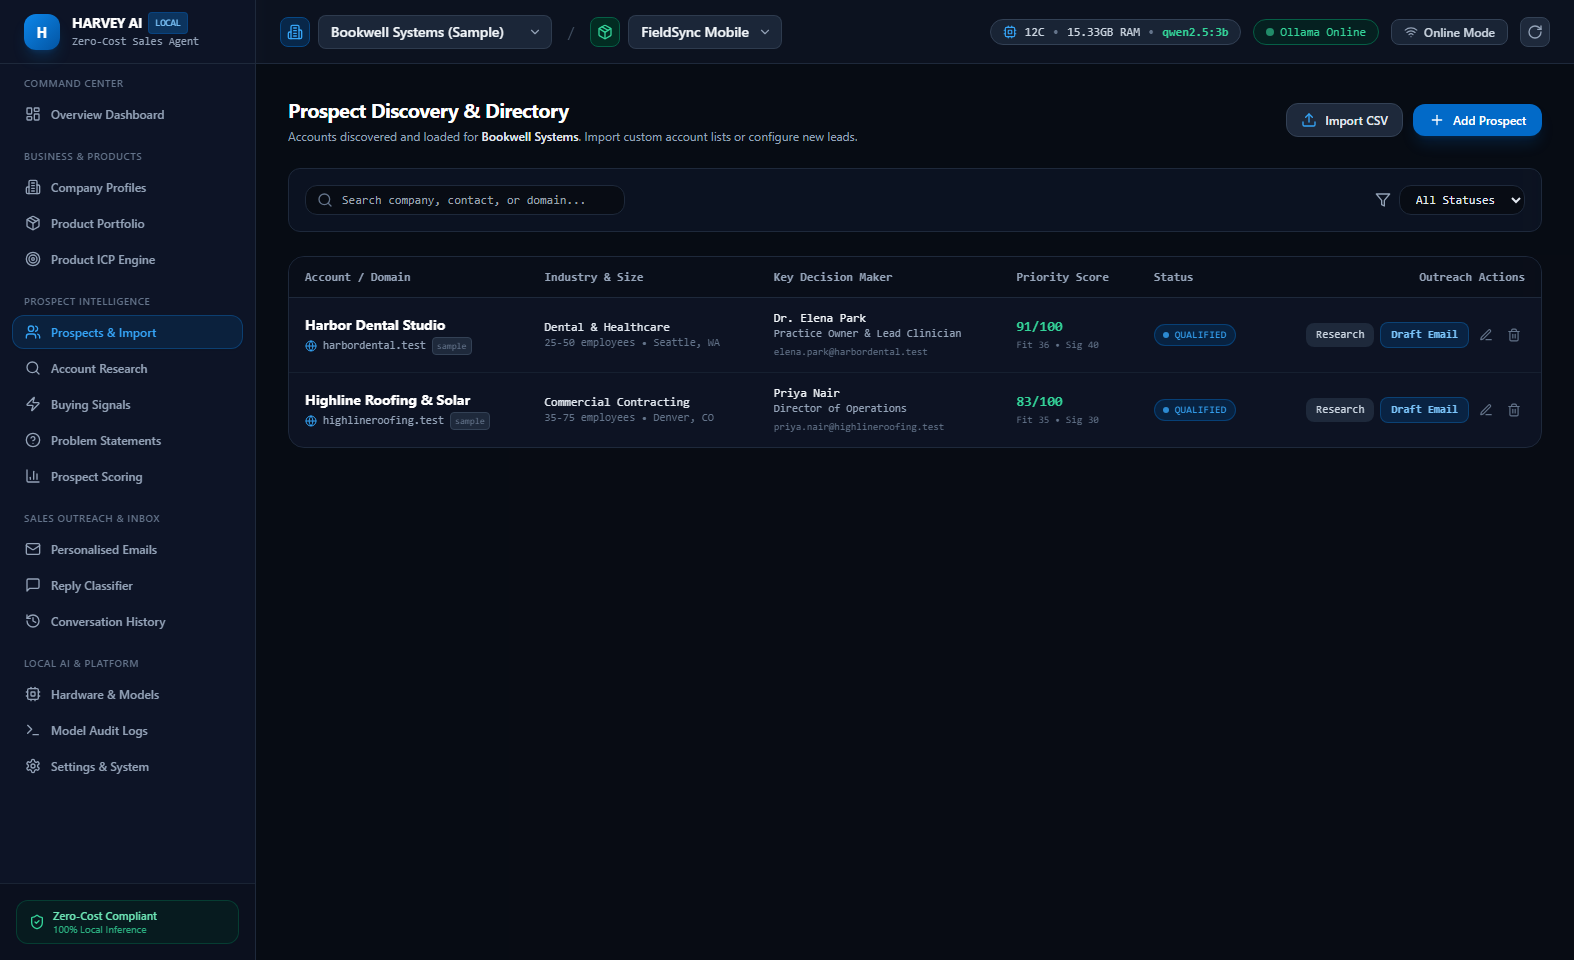 H
HARVEY AI LOCAL
Zero-Cost Sales Agent
Bookwell Systems (Sample)
/
FieldSync Mobile
12C • 15.33GB RAM • qwen2.5:3b
Ollama Online
Online Mode
COMMAND CENTER
Overview Dashboard
BUSINESS & PRODUCTS
Company Profiles
Product Portfolio
Product ICP Engine
PROSPECT INTELLIGENCE
Prospects & Import
Account Research
Buying Signals
Problem Statements
Prospect Scoring
SALES OUTREACH & INBOX
Personalised Emails
Reply Classifier
Conversation History
LOCAL AI & PLATFORM
Hardware & Models
Model Audit Logs
Settings & System
Zero-Cost Compliant
100% Local Inference
Prospect Discovery & Directory
Accounts discovered and loaded for Bookwell Systems. Import custom account lists or configure new leads.
Import CSV
Add Prospect
Search company, contact, or domain...
All Statuses
Account / Domain Industry & Size Key Decision Maker Priority Score Status Outreach Actions
Harbor Dental Studio
harbordental.test sample
Dental & Healthcare
25-50 employees • Seattle, WA
Dr. Elena Park
Practice Owner & Lead Clinician
elena.park@harbordental.test
91/100
Fit 36 • Sig 40
QUALIFIED
Research
Draft Email
Highline Roofing & Solar
highlineroofing.test sample
Commercial Contracting
35-75 employees • Denver, CO
Priya Nair
Director of Operations
priya.nair@highlineroofing.test
83/100
Fit 35 • Sig 30
QUALIFIED
Research
Draft Email